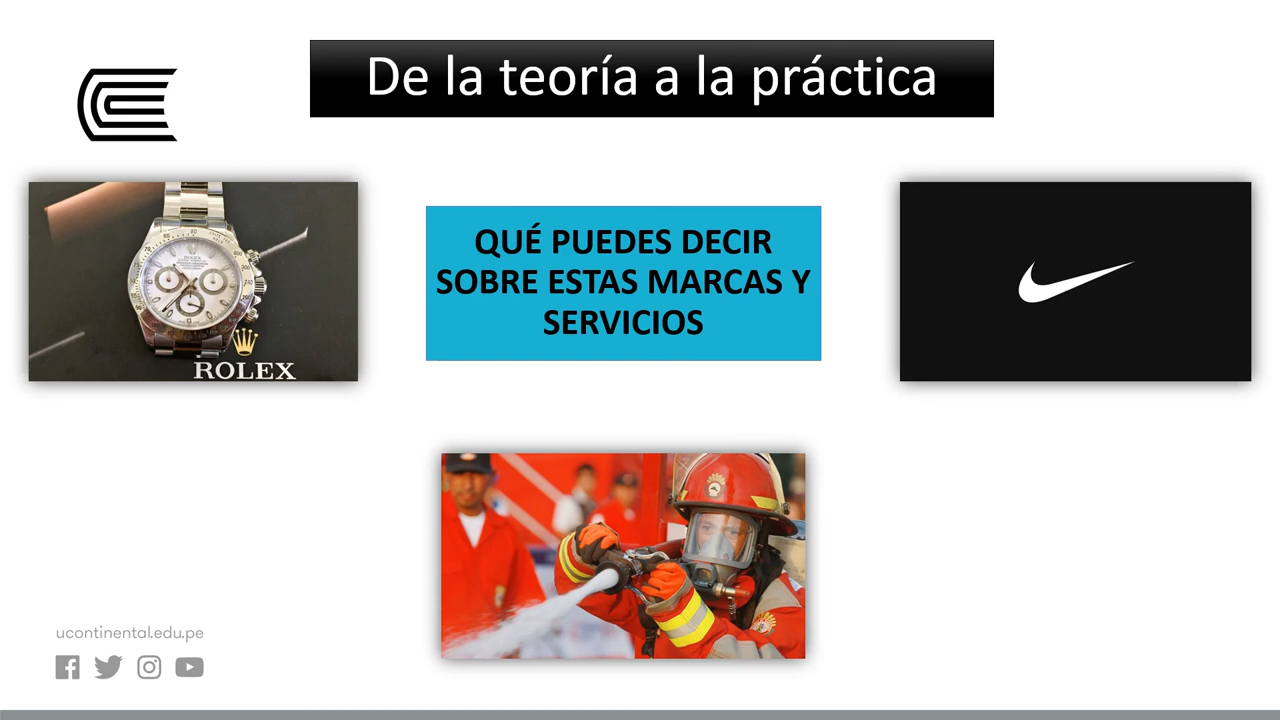 De la teoría a la práctica
QUÉ PUEDES DECIR
SOBRE ESTAS MARCAS Y
SERVICIOS
ROLEX
ucontinental.edu.pe